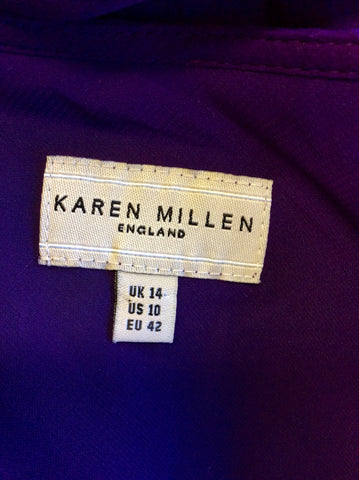 KAREN MILLEN
ENGLAND
UK 14
US 10
EU 42